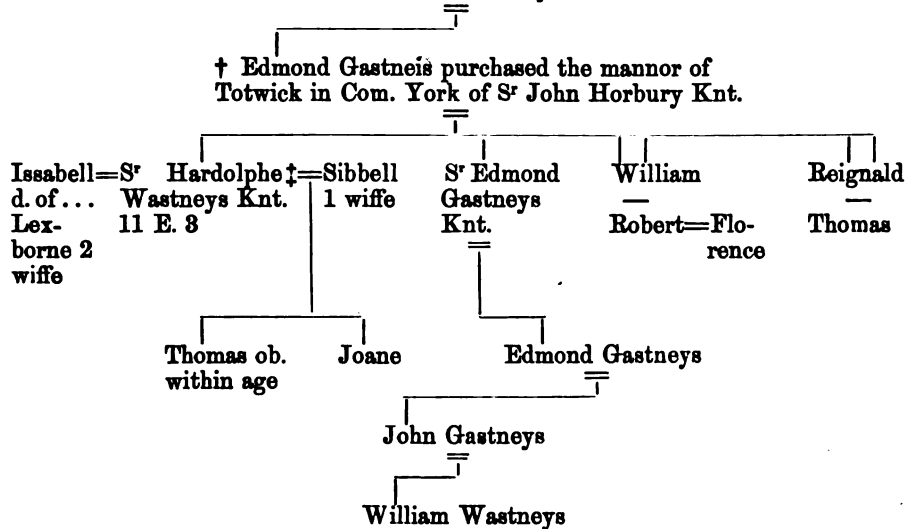 † Edmond Gastneis purchased the mannor of
Totwick in Com. York of Sʳ John Horbury Knt.
Issabell=Sʳ Hardolphe‡=Sibbell
d. of... Wastneys Knt. 1 wiffe
Lex- 11 E. 3
borne 2
wiffe
Sʳ Edmond
Gastneys
Knt.
William
Robert=Flo-
rence
Reignald
Thomas
Thomas ob.
within age
Joane
Edmond Gastneys
John Gastneys
William Wastneys